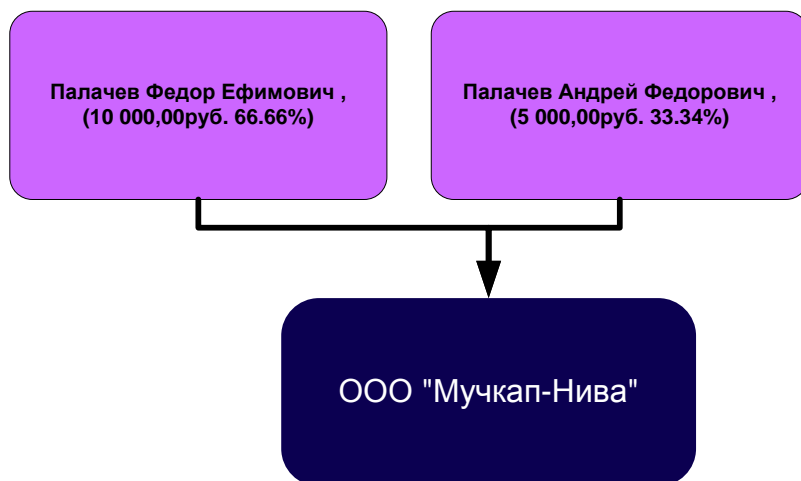 Палачев Федор Ефимович ,
(10 000,00руб. 66.66%)
Палачев Андрей Федорович ,
(5 000,00руб. 33.34%)
ООО "Мучкап-Нива"